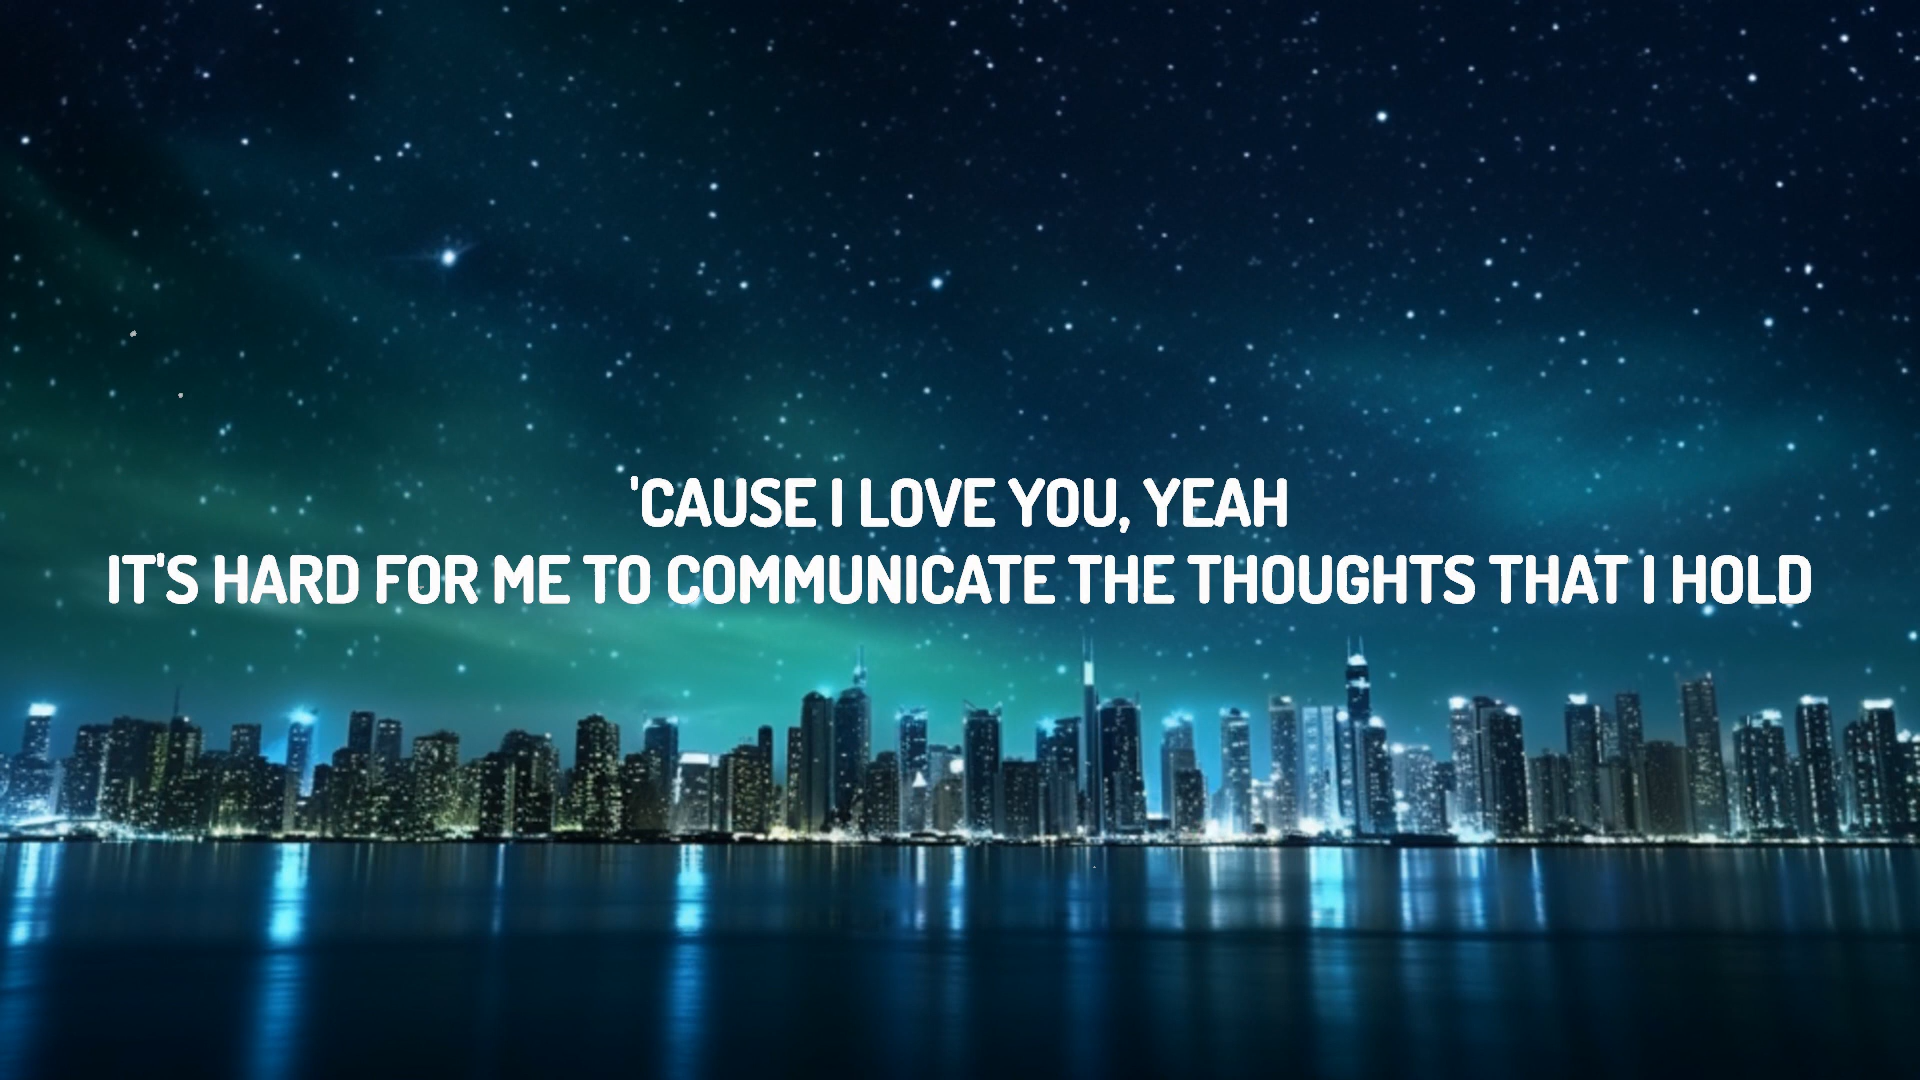 'CAUSE I LOVE YOU, YEAH
IT'S HARD FOR ME TO COMMUNICATE THE THOUGHTS THAT I HOLD